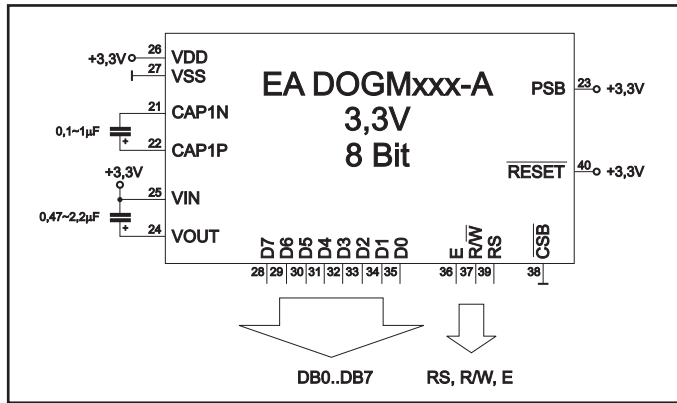 EA DOGMxxx-A
3,3V
8 Bit
+3,3V
26
VDD
27
VSS
21
CAP1N
0,1~1µF
+
22
CAP1P
+3,3V
25
VIN
0,47~2,2µF
+
24
VOUT
PSB
23
+3,3V
RESET
40
+3,3V
D7 D6 D5 D4 D3 D2 D1 D0
28 29 30 31 32 33 34 35
E R/W RS
36 37 39
CSB
38
DB0..DB7
RS, R/W, E